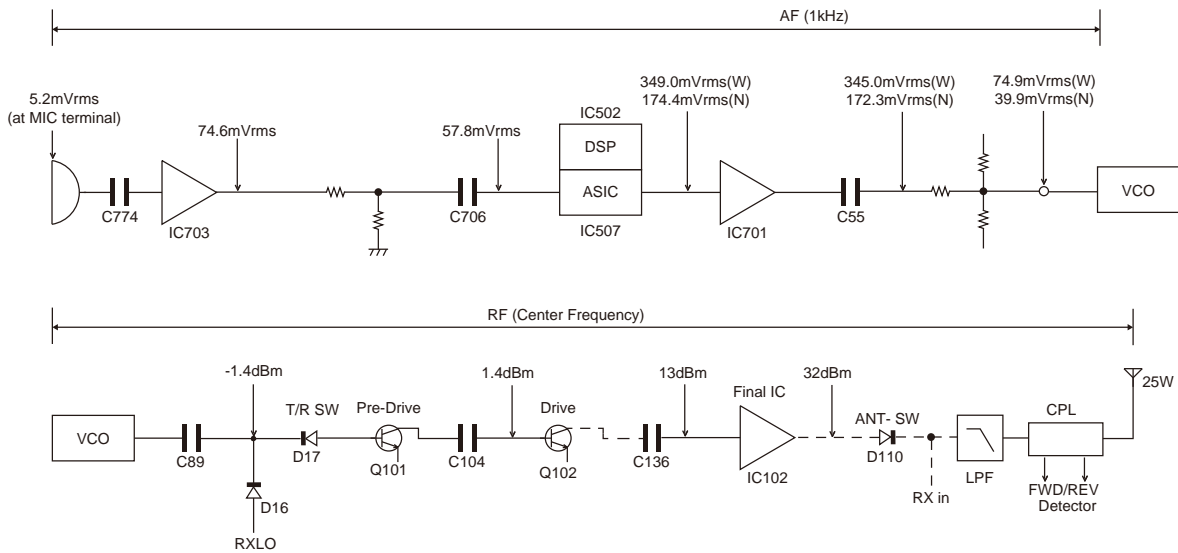 AF (1kHz)
5.2mVrms
(at MIC terminal)
74.6mVrms
57.8mVrms
349.0mVrms(W)
174.4mVrms(N)
345.0mVrms(W)
172.3mVrms(N)
74.9mVrms(W)
39.9mVrms(N)
IC502
DSP
ASIC
IC507
C774
IC703
C706
IC701
C55
VCO
RF (Center Frequency)
-1.4dBm
1.4dBm
13dBm
32dBm
25W
T/R SW
Pre-Drive
Drive
Final IC
ANT- SW
CPL
VCO
C89
D17
Q101
C104
Q102
C136
IC102
D110
LPF
D16
RXLO
RX in
FWD/REV
Detector